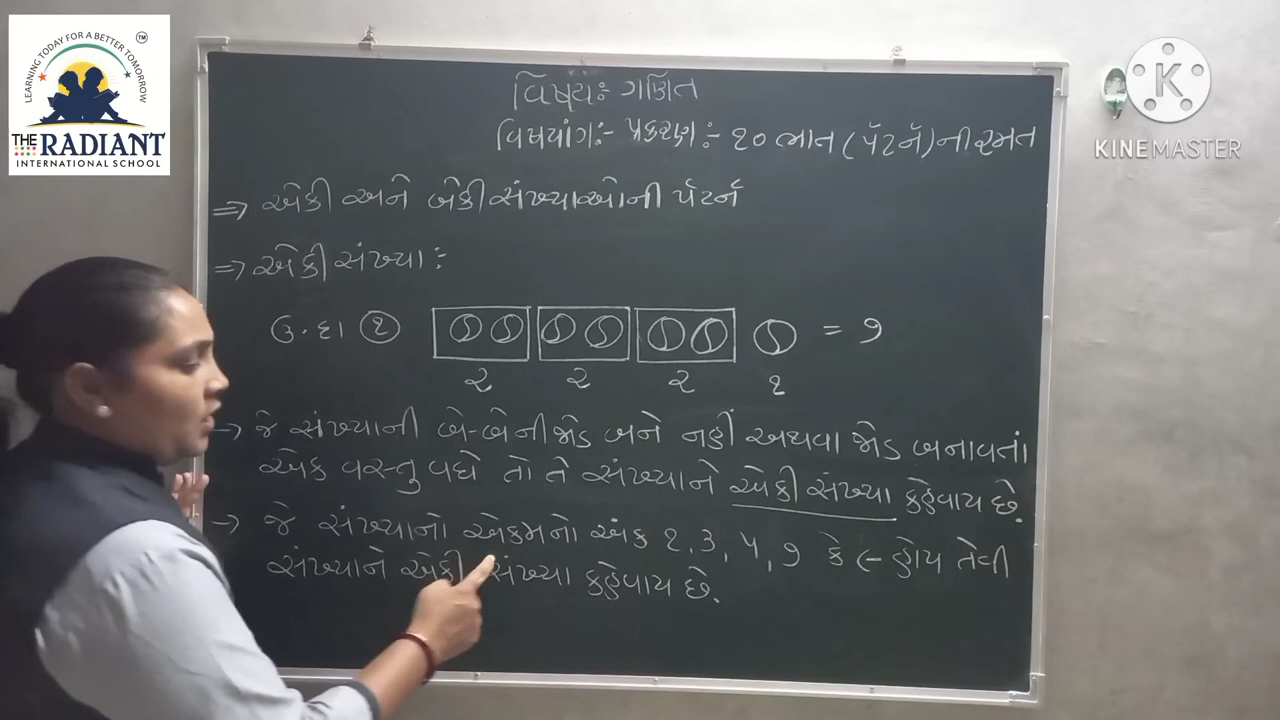 LEARNING TODAY FOR A BETTER TOMORROW
TM
THE RADIANT
INTERNATIONAL SCHOOL
K
KINEMASTER
વિષય: ગણિત
વિષયાંગ:- પ્રકરણ :- ૧૦ ભાત (પૅટર્ન) ની રમત
⇒ એકી અને બેકી સંખ્યાઓની પૅટર્ન
⇒ એકી સંખ્યા :
ઉ.દા ૧ = ૭
૨ ૨ ૨ ૧
→ જે સંખ્યાની બે-બેની જોડ બને નહીં અથવા જોડ બનાવતાં
એક વસ્તુ વધે તો તે સંખ્યાને એકી સંખ્યા કહેવાય છે.
→ જે સંખ્યાનો એકમનો અંક ૧, ૩, ૫, ૭ કે ૯ હોય તેવી
સંખ્યાને એકી સંખ્યા કહેવાય છે.